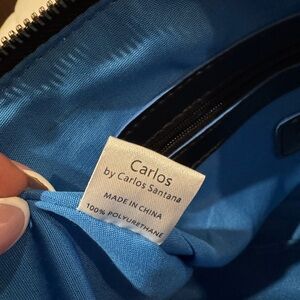 Carlos
by Carlos Santana
MADE IN CHINA
100% POLYURETHANE